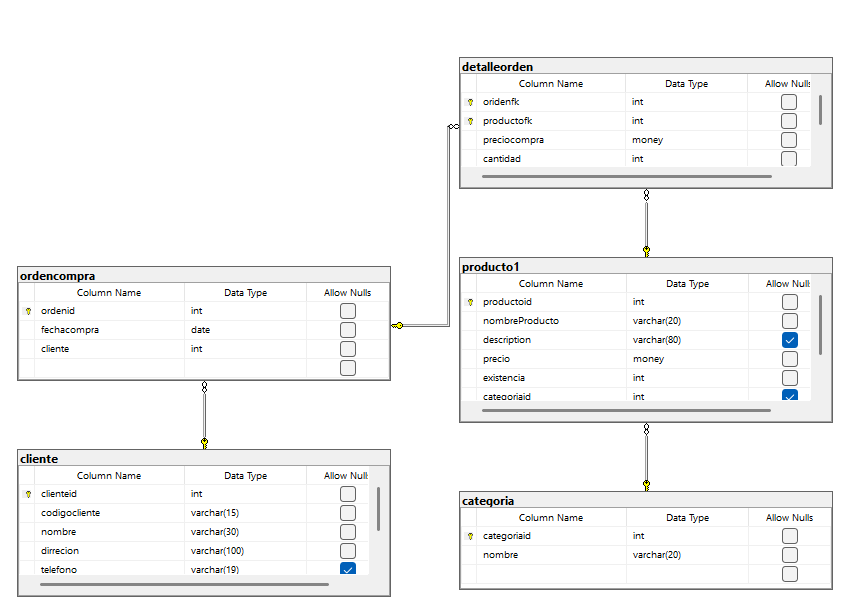 detalleorden
Column Name Data Type Allow Nulls
oridenfk int
productofk int
preciocompra money
cantidad int
ordencompra
Column Name Data Type Allow Nulls
ordenid int
fechacompra date
cliente int
producto1
Column Name Data Type Allow Nulls
productoid int
nombreProducto varchar(20)
description varchar(80)
precio money
existencia int
categoriaid int
cliente
Column Name Data Type Allow Nulls
clienteid int
codigocliente varchar(15)
nombre varchar(30)
dirrecion varchar(100)
telefono varchar(19)
categoria
Column Name Data Type Allow Nulls
categoriaid int
nombre varchar(20)